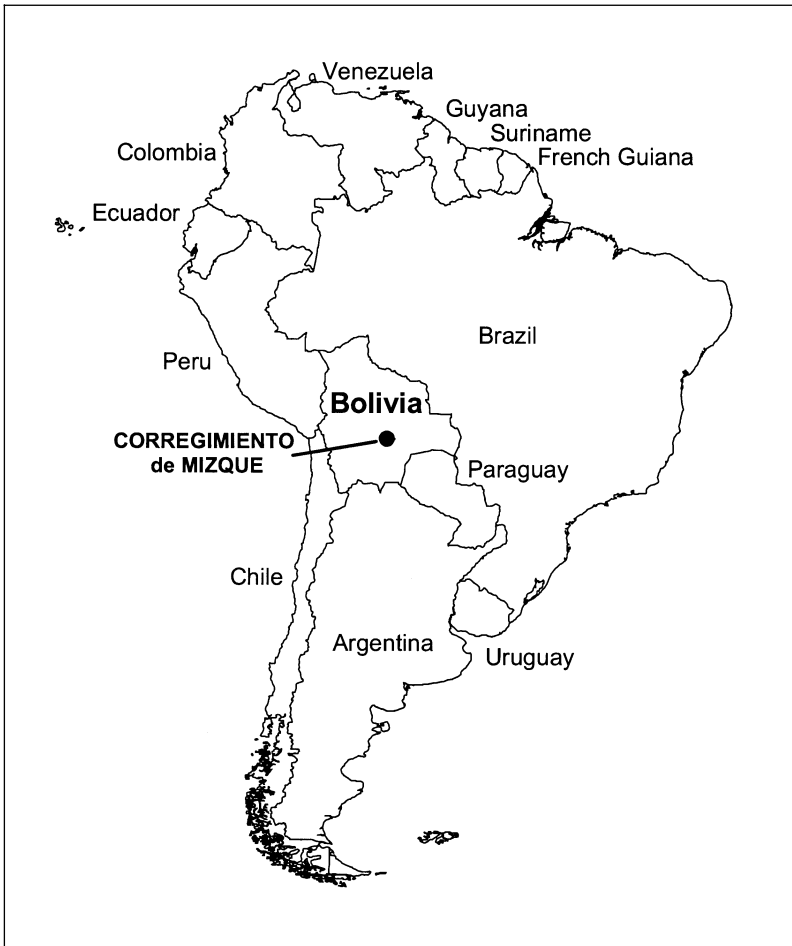 Venezuela
Guyana
Suriname
French Guiana
Colombia
Ecuador
Brazil
Peru
Bolivia
CORREGIMIENTO
de MIZQUE
Paraguay
Chile
Argentina
Uruguay